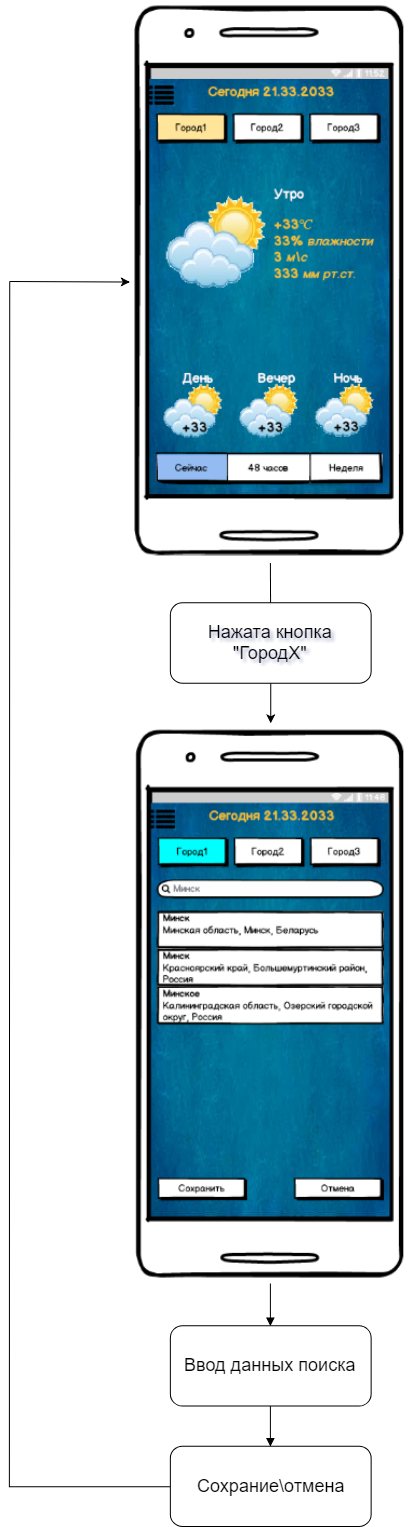 11:52
Сегодня 21.33.2033
Город1 Город2 Город3
Утро
+33℃
33% влажности
3 м\с
333 мм рт.ст.
День Вечер Ночь
+33 +33 +33
Сейчас 48 часов Неделя
Нажата кнопка
"ГородX"
11:48
Сегодня 21.33.2033
Город1 Город2 Город3
Минск
Минск
Минская область, Минск, Беларусь
Минск
Красноярский край, Большемуртинский район,
Россия
Минское
Калининградская область, Озерский городской
округ, Россия
Сохранить Отмена
Ввод данных поиска
Сохрание\отмена